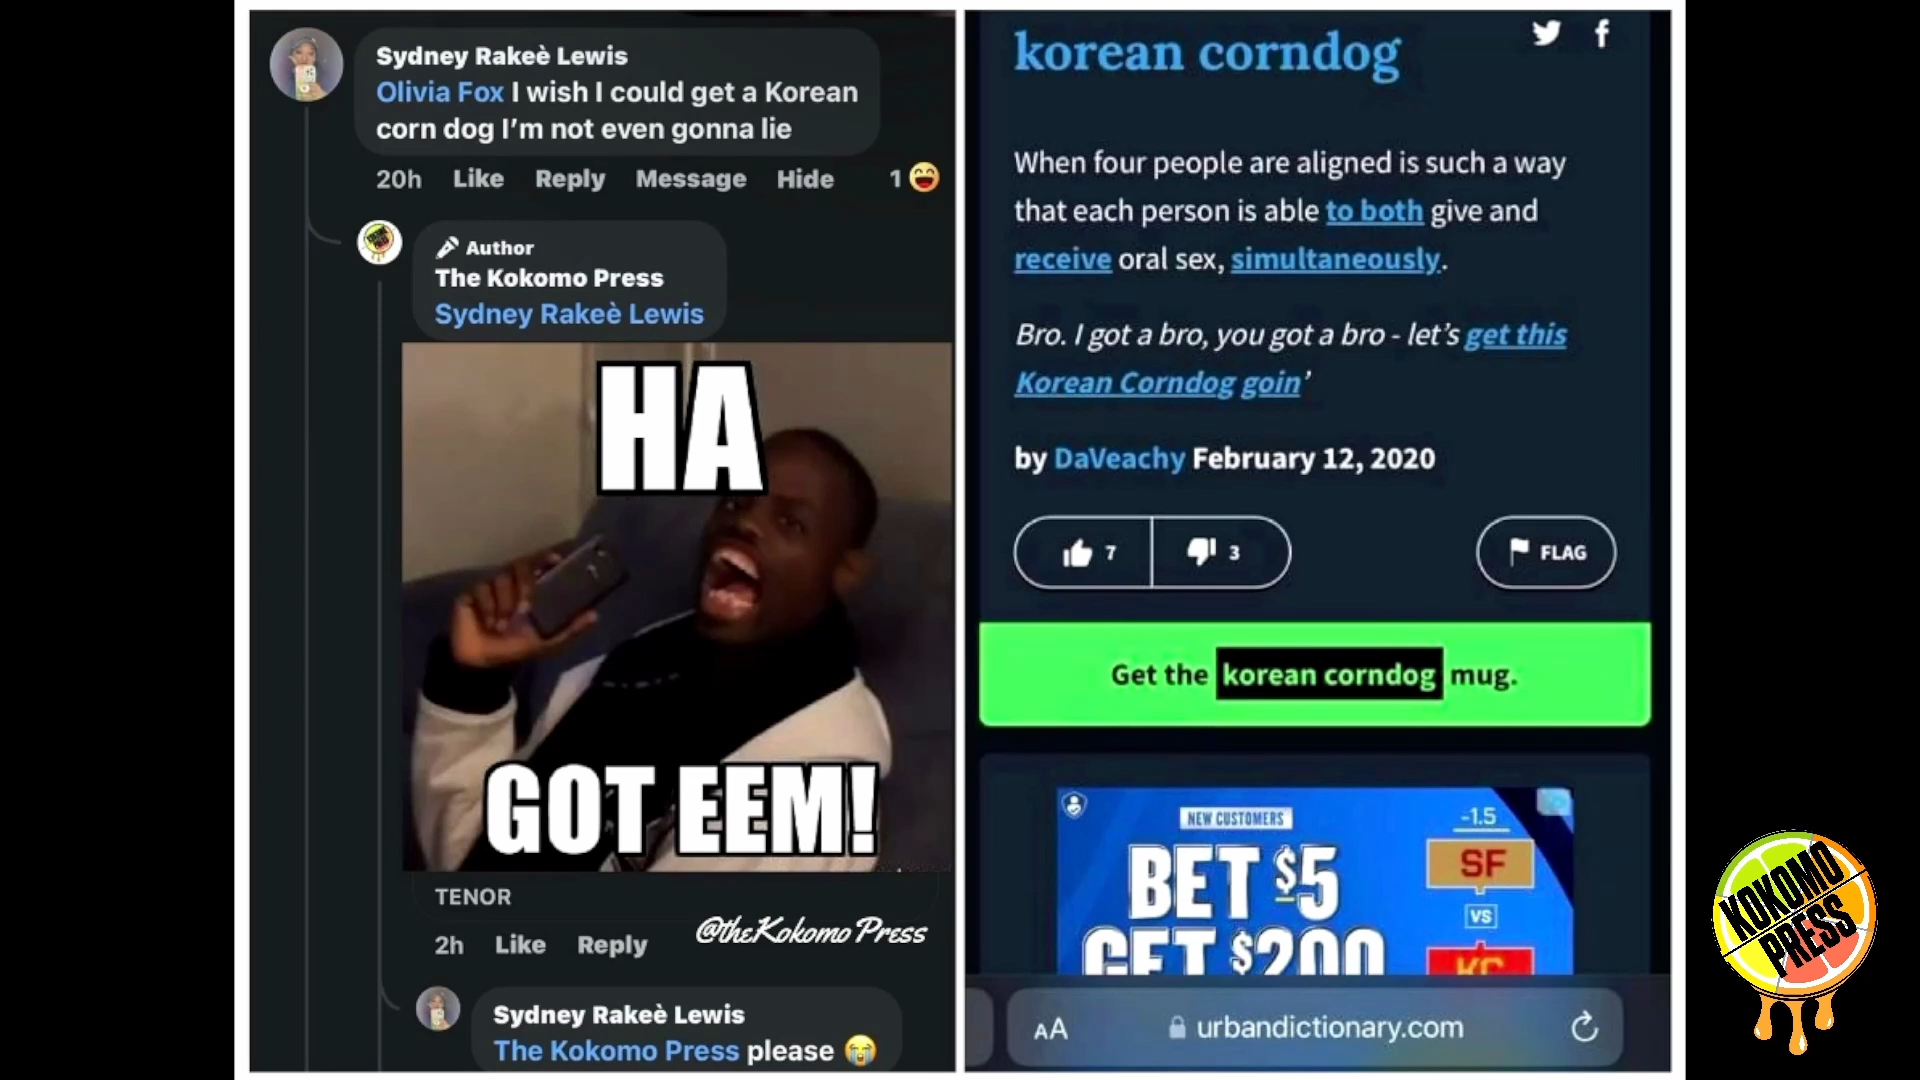 Sydney Rakeè Lewis
Olivia Fox I wish I could get a Korean
corn dog I'm not even gonna lie
20h Like Reply Message Hide 1
Author
The Kokomo Press
Sydney Rakeè Lewis
HA
GOT EEM!
TENOR
2h Like Reply
@theKokomo Press
Sydney Rakeè Lewis
The Kokomo Press please
korean corndog
When four people are aligned is such a way
that each person is able to both give and
receive oral sex, simultaneously.
Bro. I got a bro, you got a bro - let's get this
Korean Corndog goin'
by DaVeachy February 12, 2020
7 3 FLAG
Get the korean corndog mug.
NEW CUSTOMERS
BET $5
GET $200
-1.5
SF
VS
KC
AA urbandictionary.com
KOKOMO
PRESS